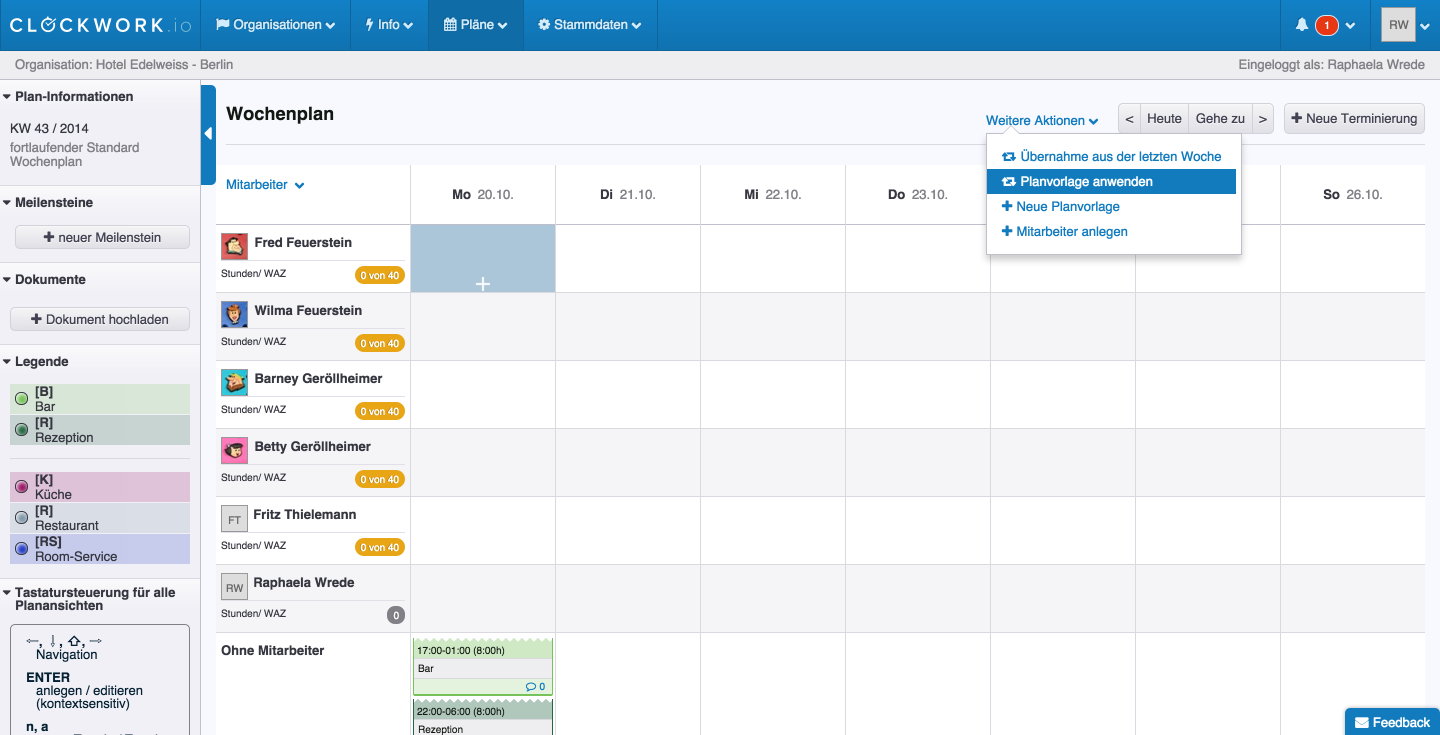 CLOCKWORK.io
Organisationen
Info
Pläne
Stammdaten
1
RW
Organisation: Hotel Edelweiss - Berlin
Eingeloggt als: Raphaela Wrede
Plan-Informationen
KW 43 / 2014
fortlaufender Standard
Wochenplan
Meilensteine
+ neuer Meilenstein
Dokumente
+ Dokument hochladen
Legende
[B]
Bar
[R]
Rezeption
[K]
Küche
[R]
Restaurant
[RS]
Room-Service
Tastatursteuerung für alle
Planansichten
←, ↓, ⇧, →
Navigation
ENTER
anlegen / editieren
(kontextsensitiv)
n, a
Wochenplan
Weitere Aktionen
< Heute Gehe zu >
+ Neue Terminierung
Übernahme aus der letzten Woche
Planvorlage anwenden
+ Neue Planvorlage
+ Mitarbeiter anlegen
Mitarbeiter
Mo 20.10.
Di 21.10.
Mi 22.10.
Do 23.10.
So 26.10.
Fred Feuerstein
Stunden/ WAZ 0 von 40
+
Wilma Feuerstein
Stunden/ WAZ 0 von 40
Barney Geröllheimer
Stunden/ WAZ 0 von 40
Betty Geröllheimer
Stunden/ WAZ 0 von 40
FT Fritz Thielemann
Stunden/ WAZ 0 von 40
RW Raphaela Wrede
Stunden/ WAZ 0
Ohne Mitarbeiter
17:00-01:00 (8:00h)
Bar
0
22:00-06:00 (8:00h)
Rezeption
Feedback